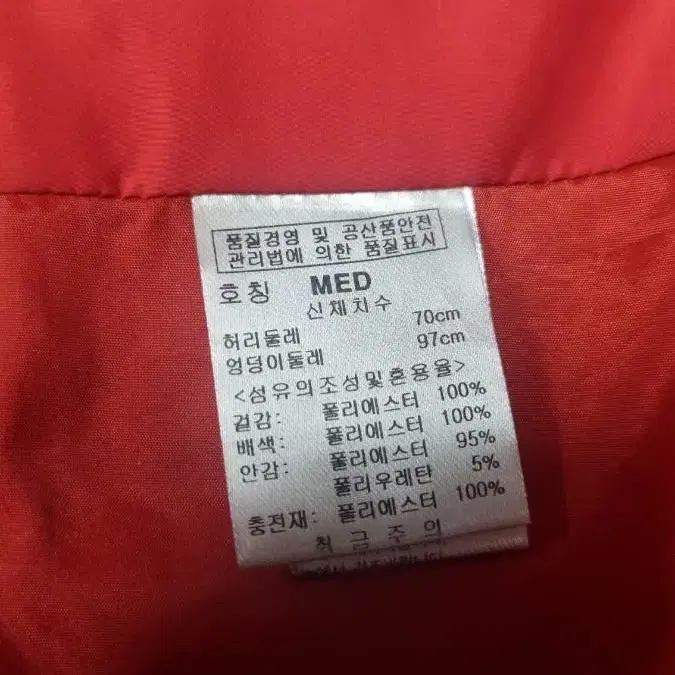 품질경영 및 공산품안전
관리법에 의한 품질표시
호칭 MED
신체치수
허리둘레 70cm
엉덩이둘레 97cm
<섬유의조성및혼용율>
겉감: 폴리에스터 100%
배색: 폴리에스터 100%
안감: 폴리에스터 95%
폴리우레탄 5%
충전재: 폴리에스터 100%
취 급 주 의